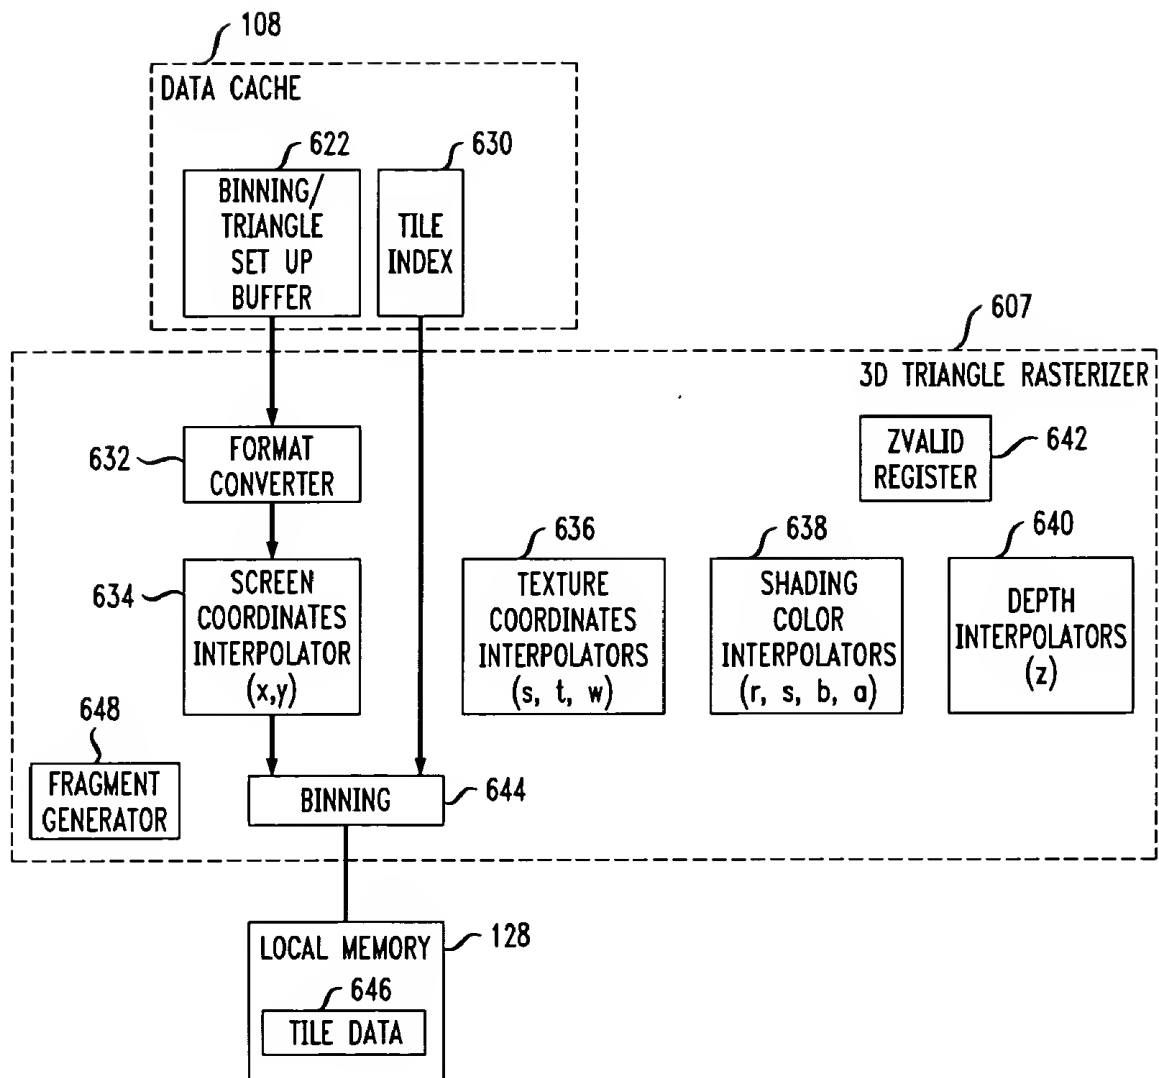 108
DATA CACHE
622
630
BINNING/
TRIANGLE
SET UP
BUFFER
TILE
INDEX
607
3D TRIANGLE RASTERIZER
632
FORMAT
CONVERTER
ZVALID
REGISTER
642
634
SCREEN
COORDINATES
INTERPOLATOR
(x,y)
636
TEXTURE
COORDINATES
INTERPOLATORS
(s, t, w)
638
SHADING
COLOR
INTERPOLATORS
(r, s, b, a)
640
DEPTH
INTERPOLATORS
(z)
648
FRAGMENT
GENERATOR
BINNING
644
LOCAL MEMORY
128
646
TILE DATA